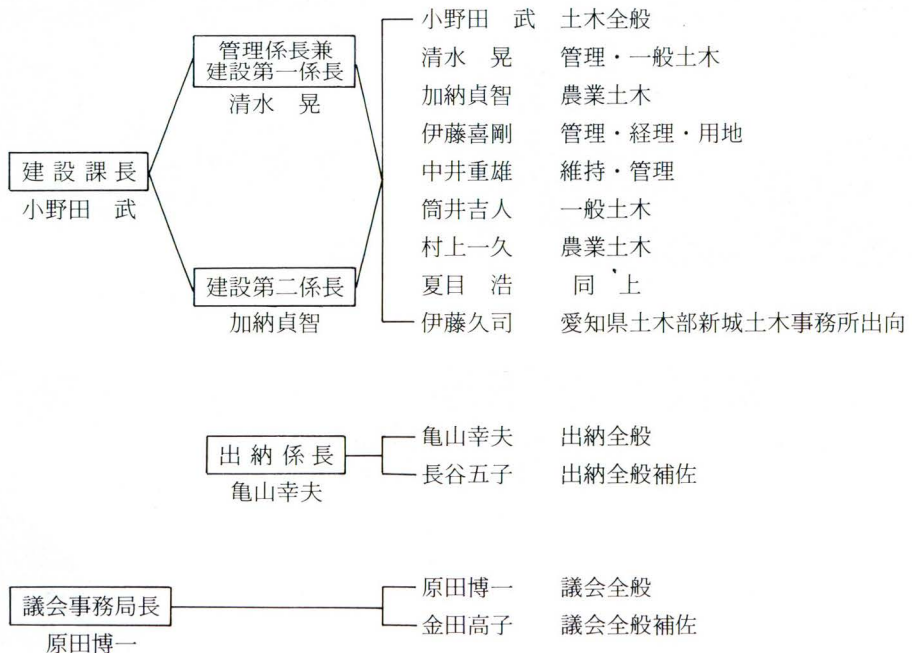 建設課長
小野田　武
管理係長兼
建設第一係長
清水　晃
建設第二係長
加納貞智
小野田　武　土木全般
清水　晃　管理・一般土木
加納貞智　農業土木
伊藤喜剛　管理・経理・用地
中井重雄　維持・管理
筒井吉人　一般土木
村上一久　農業土木
夏目　浩　同　上
伊藤久司　愛知県土木部新城土木事務所出向
出納係長
亀山幸夫
亀山幸夫　出納全般
長谷五子　出納全般補佐
議会事務局長
原田博一
原田博一　議会全般
金田高子　議会全般補佐